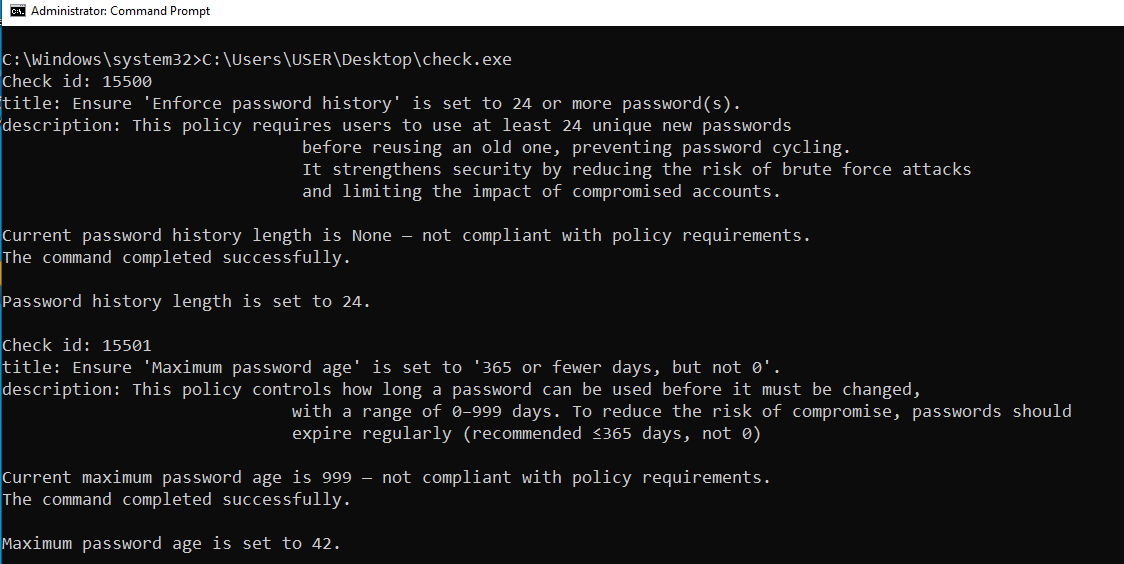 Administrator: Command Prompt
C:\Windows\system32>C:\Users\USER\Desktop\check.exe
Check id: 15500
title: Ensure 'Enforce password history' is set to 24 or more password(s).
description: This policy requires users to use at least 24 unique new passwords
before reusing an old one, preventing password cycling.
It strengthens security by reducing the risk of brute force attacks
and limiting the impact of compromised accounts.
Current password history length is None — not compliant with policy requirements.
The command completed successfully.
Password history length is set to 24.
Check id: 15501
title: Ensure 'Maximum password age' is set to '365 or fewer days, but not 0'.
description: This policy controls how long a password can be used before it must be changed,
with a range of 0–999 days. To reduce the risk of compromise, passwords should
expire regularly (recommended ≤365 days, not 0)
Current maximum password age is 999 — not compliant with policy requirements.
The command completed successfully.
Maximum password age is set to 42.